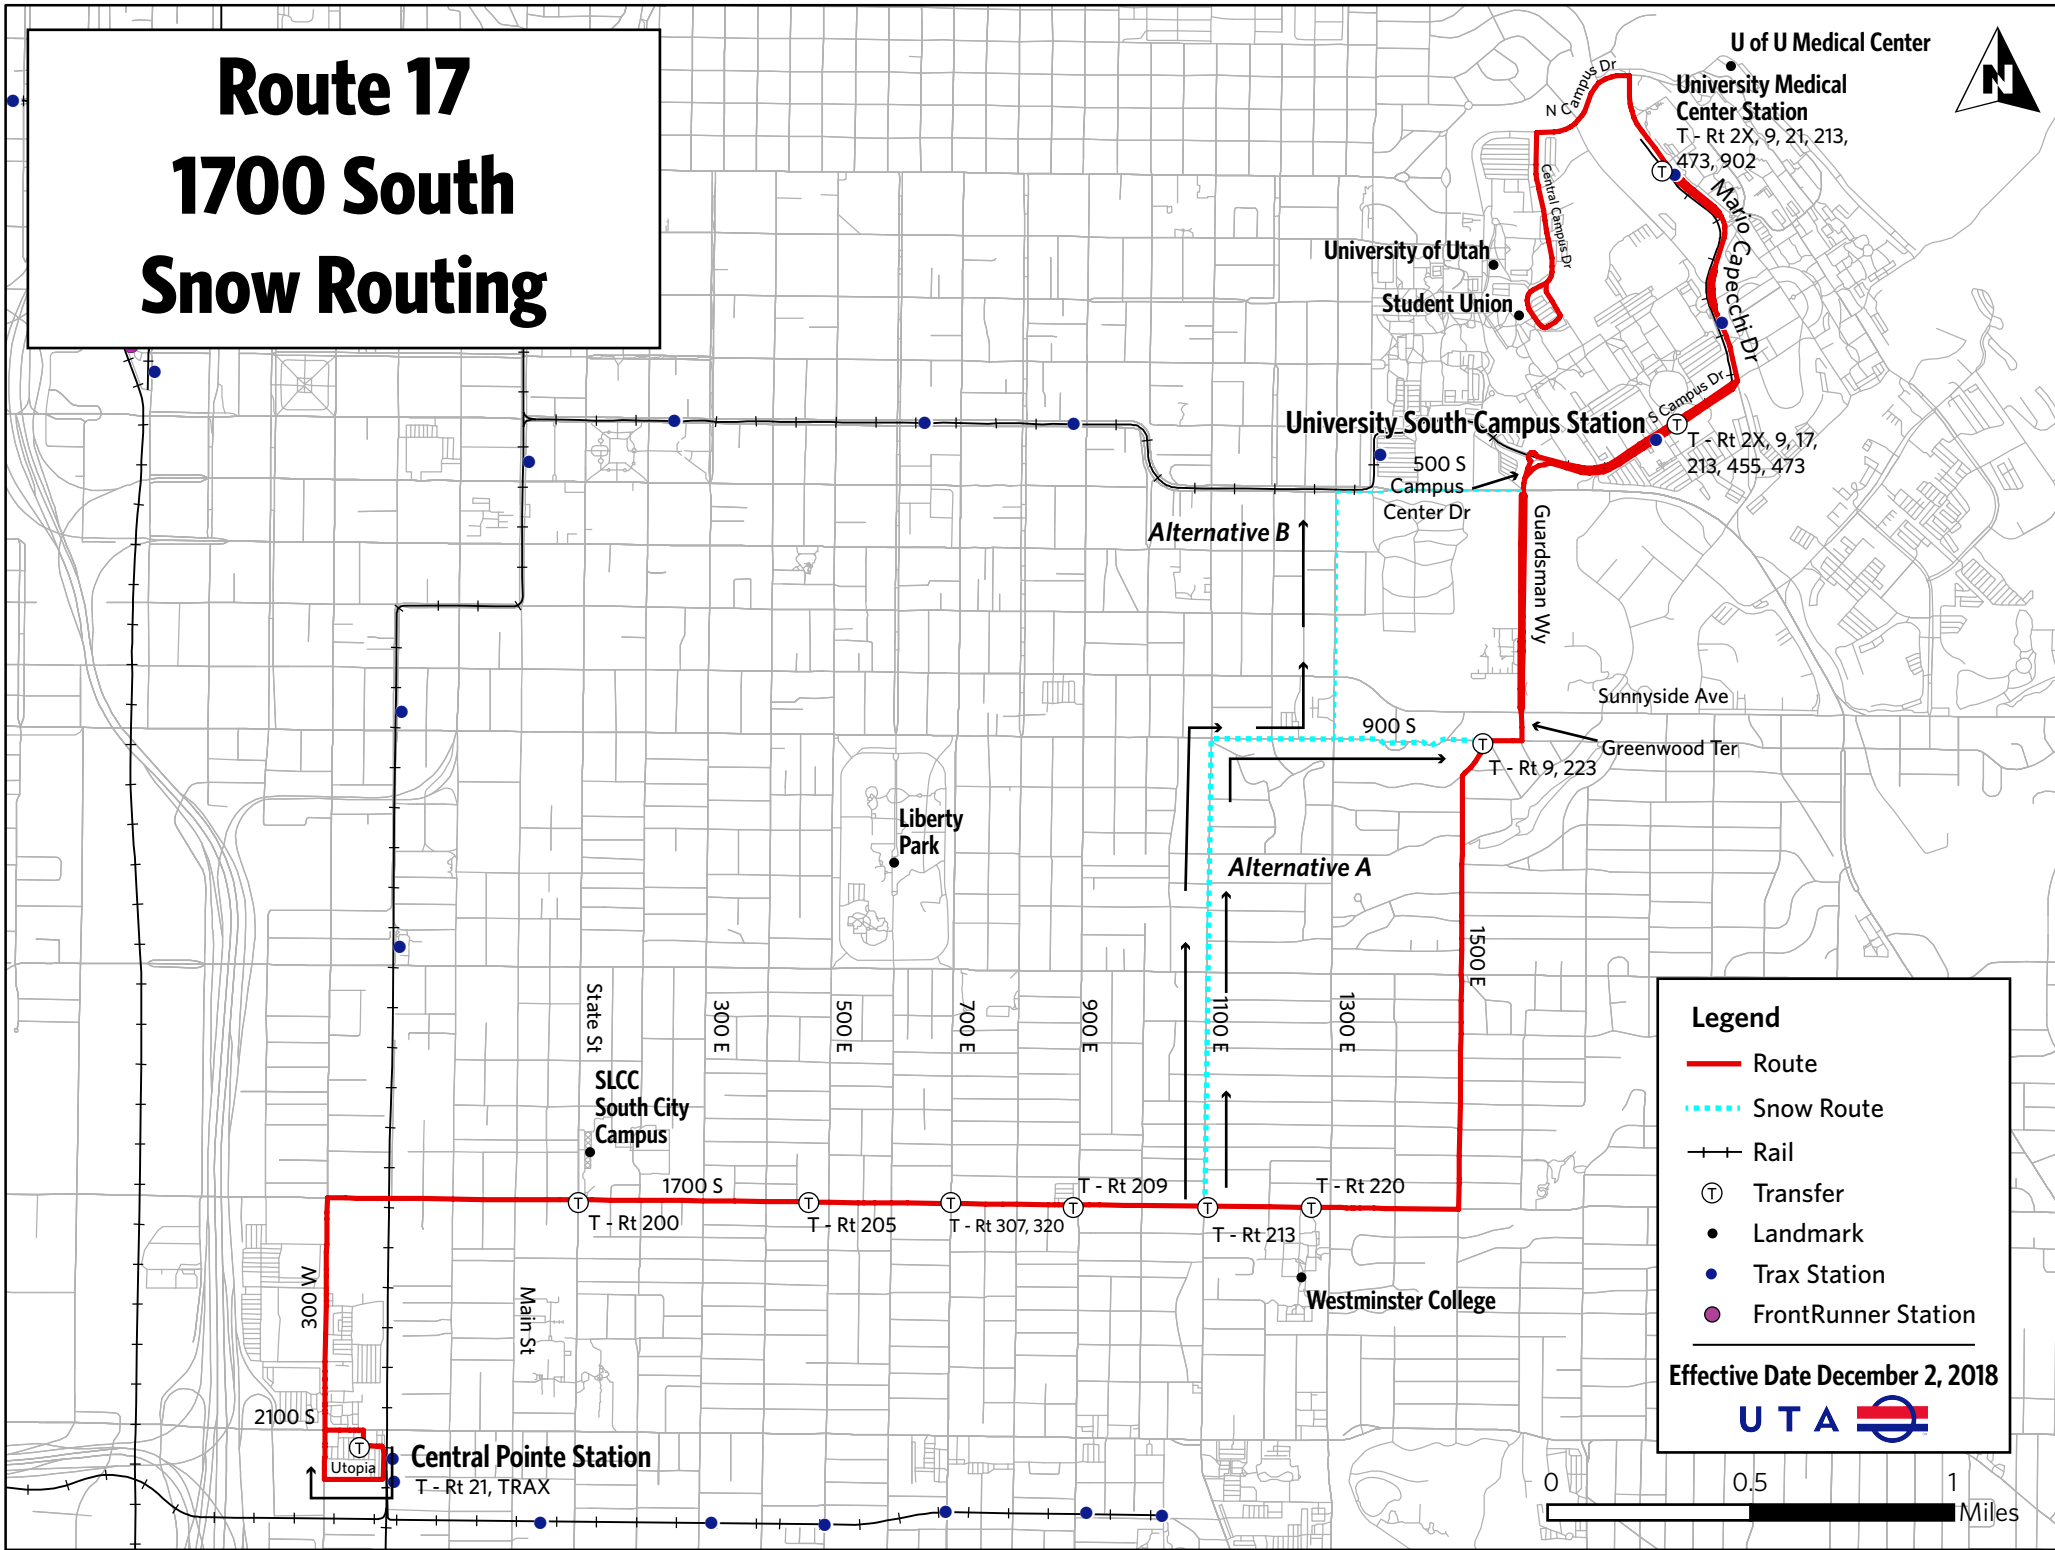 Route 17
1700 South
Snow Routing
U of U Medical Center
University Medical
Center Station
T - Rt 2X, 9, 21, 213,
473, 902
N
N Campus Dr
Central Campus Dr
Mario Capecchi Dr
University of Utah
Student Union
S Campus Dr
University South Campus Station
T - Rt 2X, 9, 17,
213, 455, 473
500 S
Campus
Center Dr
Alternative B
Guardsman Wy
Sunnyside Ave
900 S
Greenwood Ter
T - Rt 9, 223
Liberty
Park
Alternative A
1500 E
State St
300 E
500 E
700 E
900 E
1100 E
1300 E
SLCC
South City
Campus
1700 S
T - Rt 209
T - Rt 220
T - Rt 200
T - Rt 205
T - Rt 307, 320
T - Rt 213
Westminster College
300 W
Main St
2100 S
Utopia
Central Pointe Station
T - Rt 21, TRAX
Legend
Route
Snow Route
Rail
T Transfer
Landmark
Trax Station
FrontRunner Station
Effective Date December 2, 2018
U T A
0 0.5 1
Miles